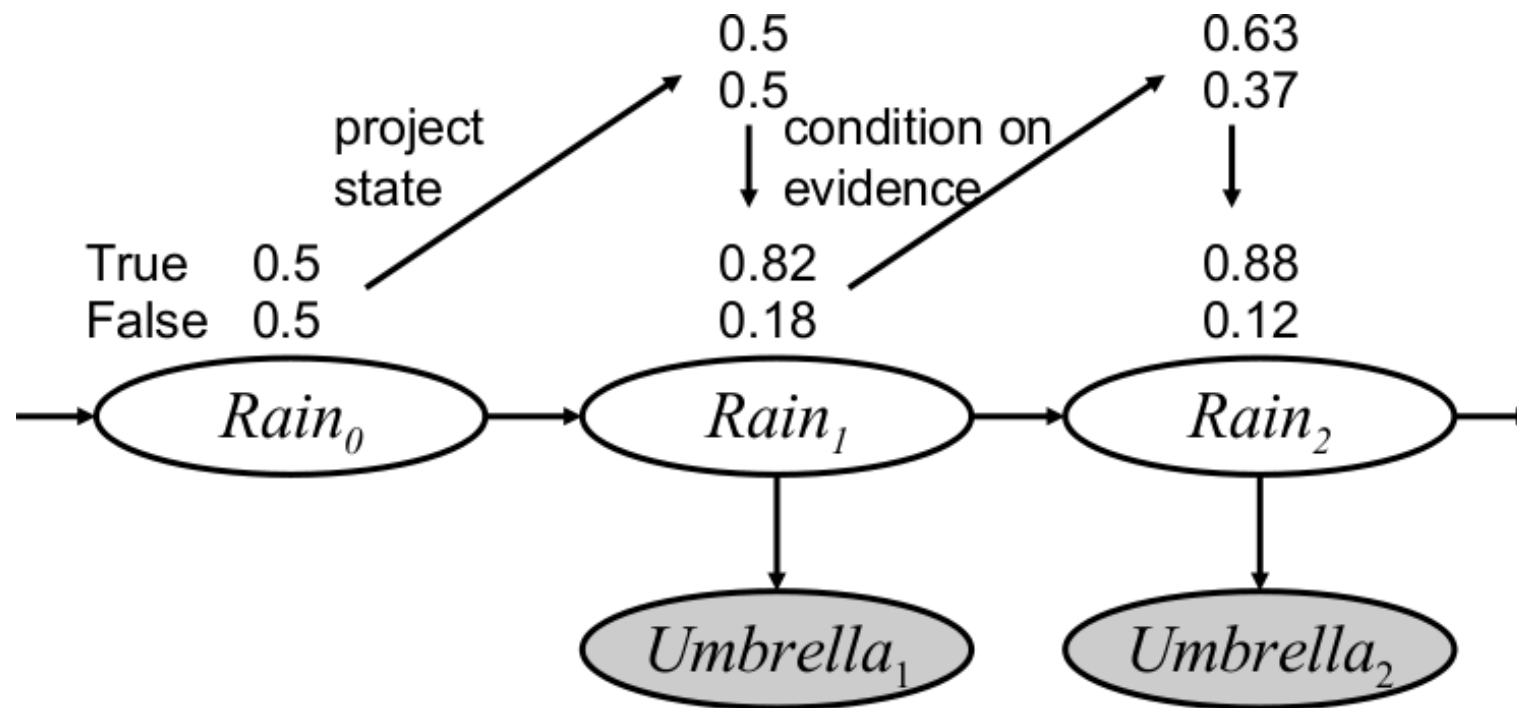 0.5
0.5
0.63
0.37
project
state
condition on
evidence
True 0.5
False 0.5
0.82
0.18
0.88
0.12
Rain₀
Rain₁
Rain₂
Umbrella₁
Umbrella₂